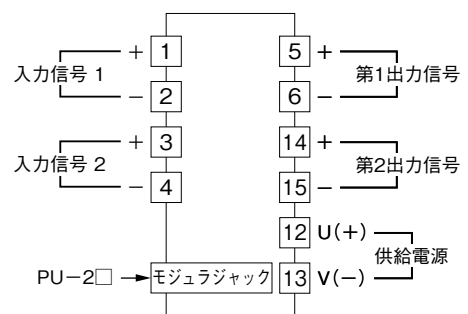 + 1
入力信号 1
− 2
+ 3
入力信号 2
− 4
PU−2□ モジュラジャック
5 +
第1出力信号
6 −
14 +
第2出力信号
15 −
12 U(+)
供給電源
13 V(−)